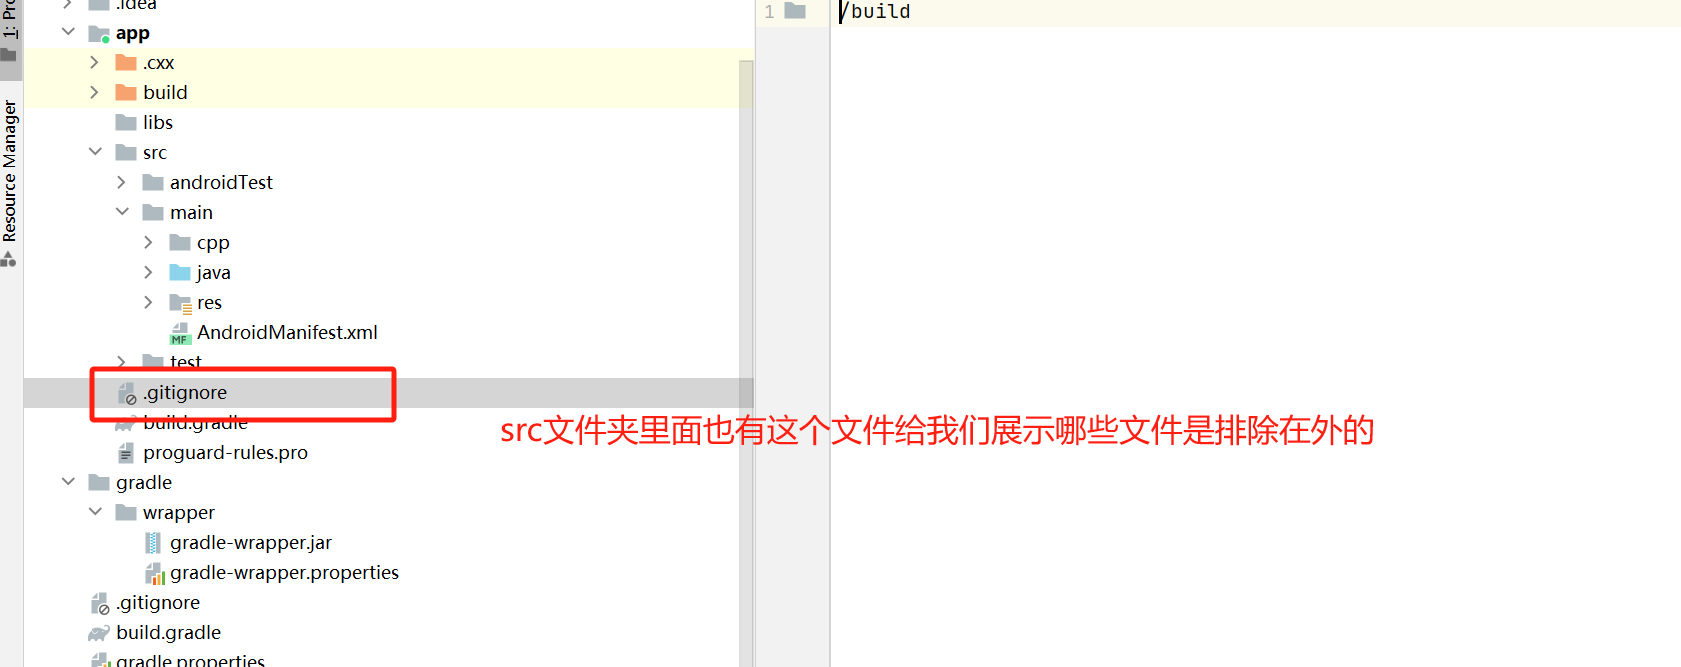 .idea
app
.cxx
build
libs
src
androidTest
main
cpp
java
res
AndroidManifest.xml
test
.gitignore
build.gradle
proguard-rules.pro
gradle
wrapper
gradle-wrapper.jar
gradle-wrapper.properties
.gitignore
build.gradle
gradle.properties
Resource Manager
1 /build
src文件夹里面也有这个文件给我们展示哪些文件是排除在外的